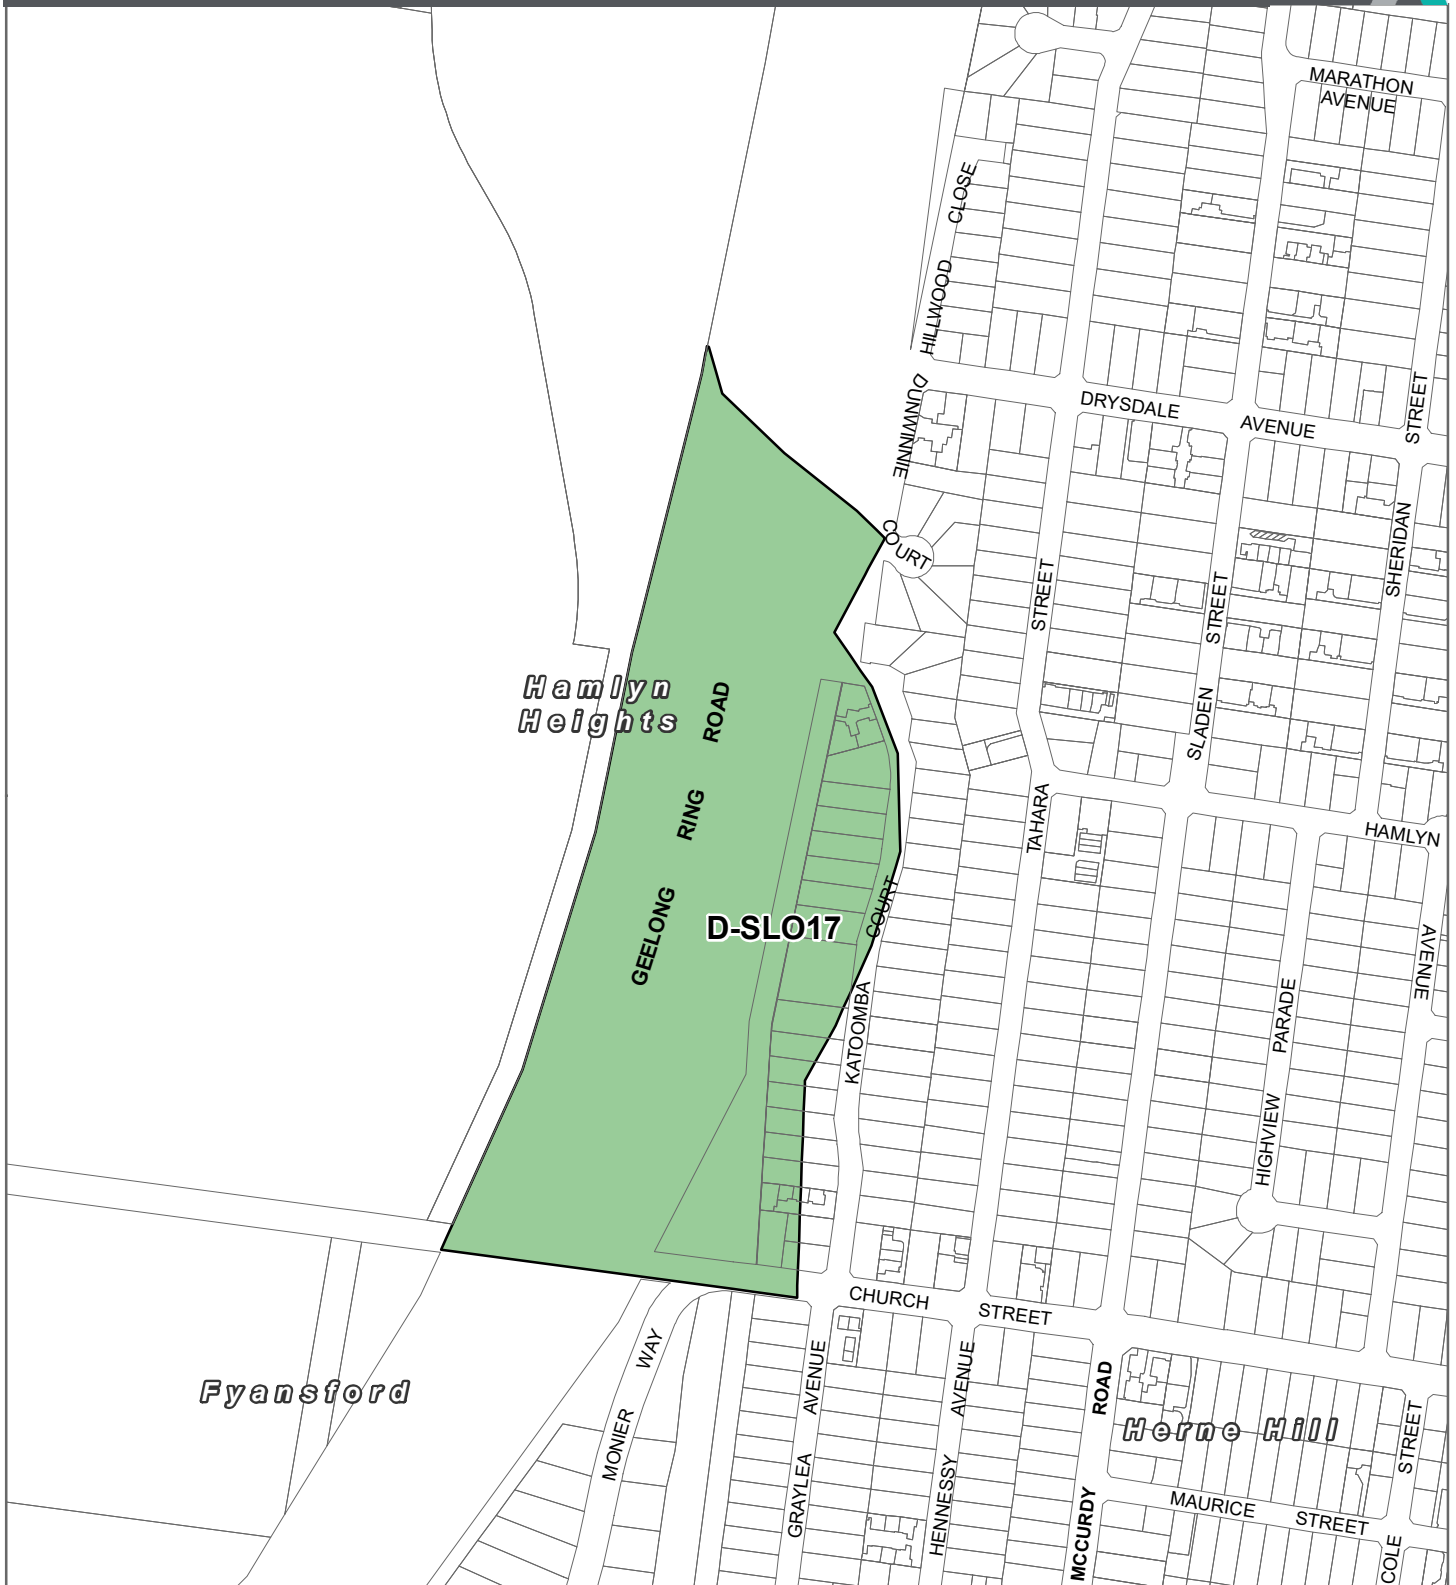 MARATHON
AVENUE
HILLWOOD CLOSE
DUNWINNIE
COURT
DRYSDALE AVENUE
STREET
SHERIDAN
STREET
SLADEN STREET
TAHARA
HAMLYN
AVENUE
Hamlyn
Heights
GEELONG RING ROAD
D-SLO17
KATOOMBA COURT
HIGHVIEW PARADE
CHURCH STREET
Fyansford
MONIER WAY
GRAYLEA AVENUE
HENNESSY AVENUE
MCCURDY ROAD
Herne Hill
MAURICE STREET
COLE
STREET